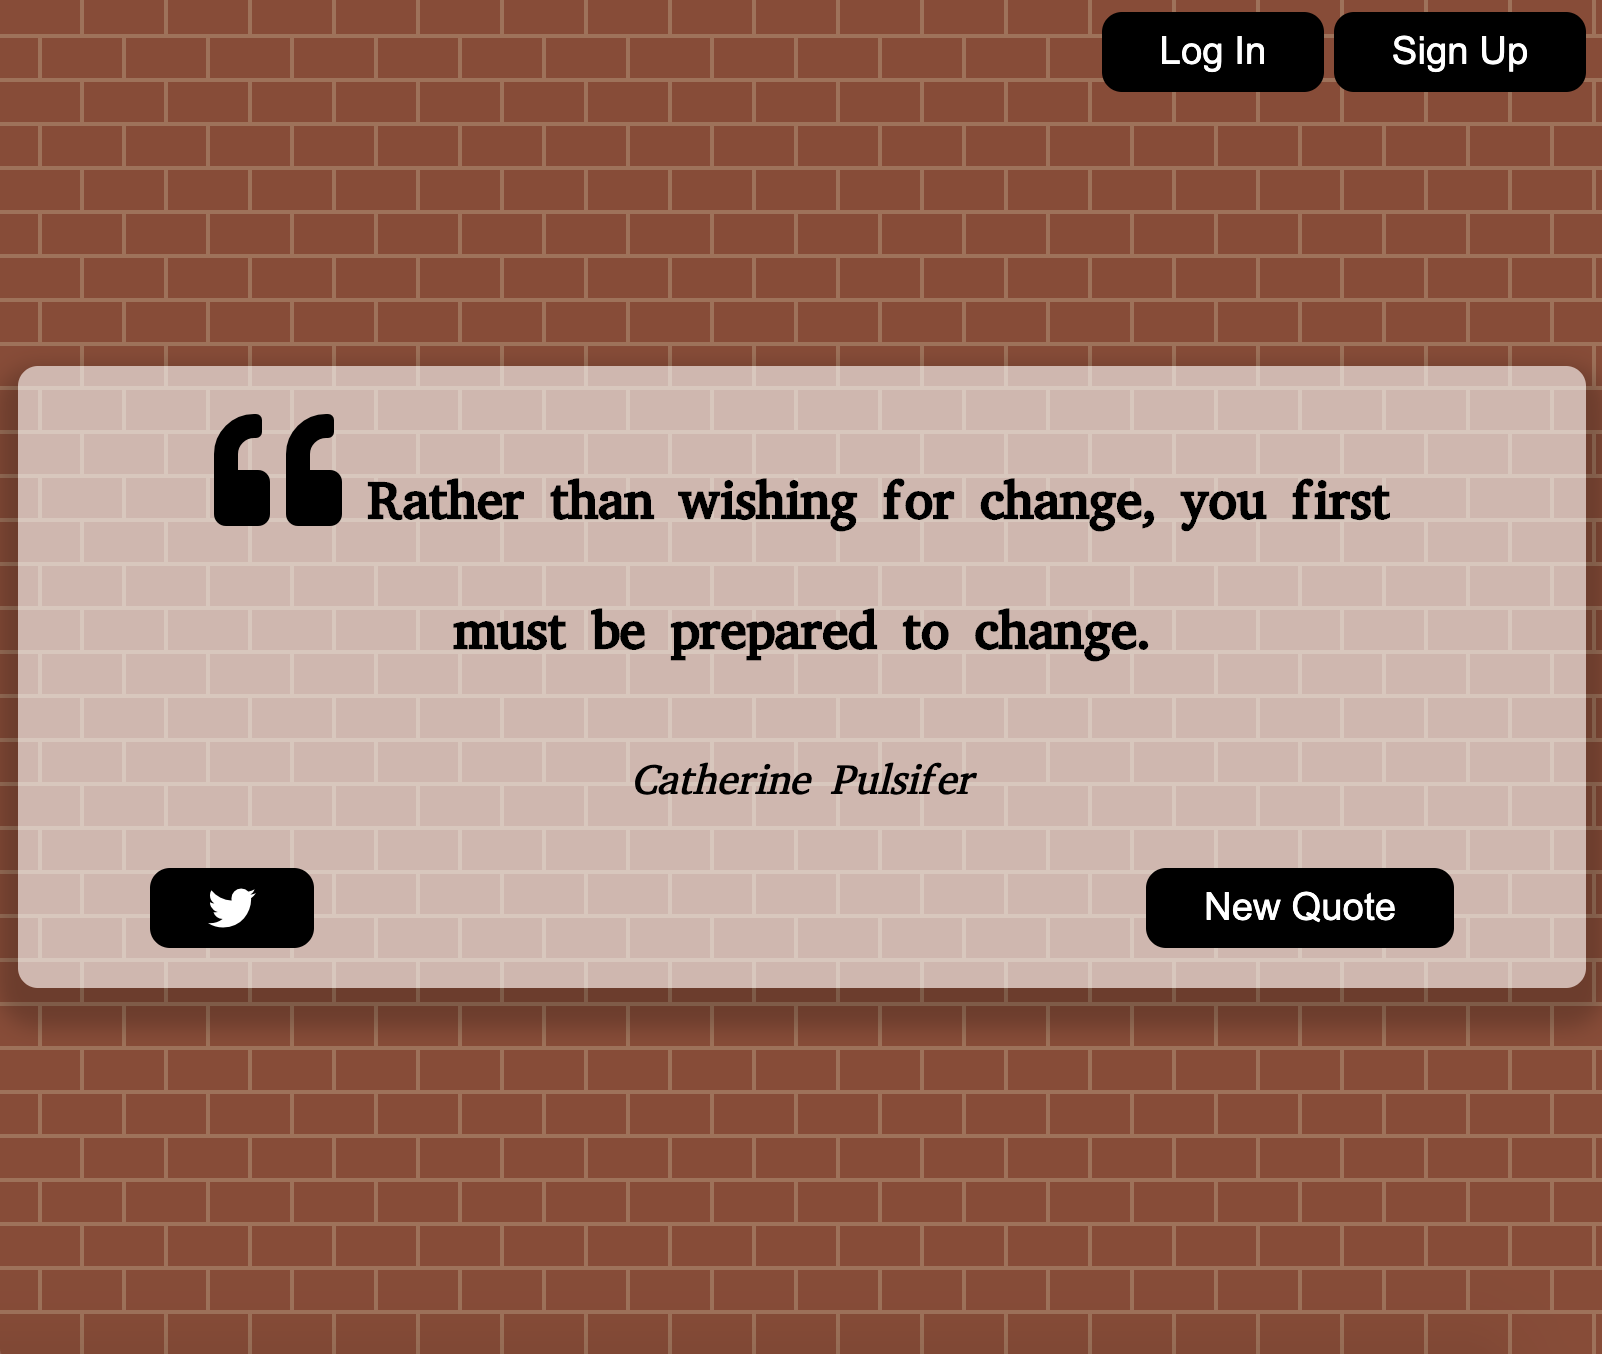 Log In Sign Up
Rather than wishing for change, you first
must be prepared to change.
Catherine Pulsifer
New Quote